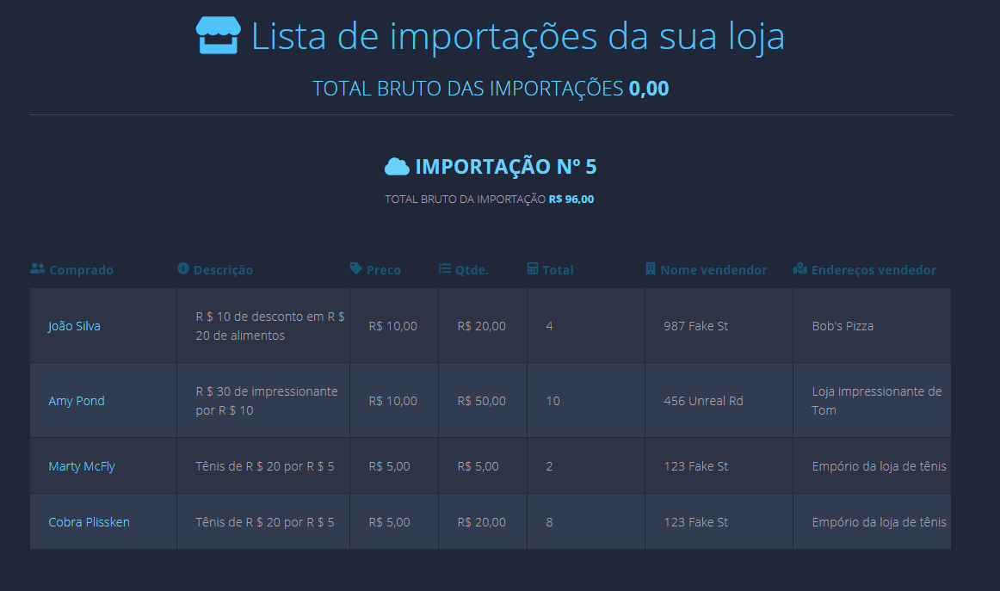 Lista de importações da sua loja
TOTAL BRUTO DAS IMPORTAÇÕES 0,00
IMPORTAÇÃO Nº 5
TOTAL BRUTO DA IMPORTAÇÃO R$ 96,00
Comprado Descrição Preco Qtde. Total Nome vendendor Endereços vendedor
João Silva
R $ 10 de desconto em R $
20 de alimentos
R$ 10,00 R$ 20,00 4 987 Fake St Bob's Pizza
Amy Pond
R $ 30 de impressionante
por R $ 10
R$ 10,00 R$ 50,00 10 456 Unreal Rd
Loja impressionante de
Tom
Marty McFly Tênis de R $ 20 por R $ 5 R$ 5,00 R$ 5,00 2 123 Fake St Empório da loja de tênis
Cobra Plissken Tênis de R $ 20 por R $ 5 R$ 5,00 R$ 20,00 8 123 Fake St Empório da loja de tênis